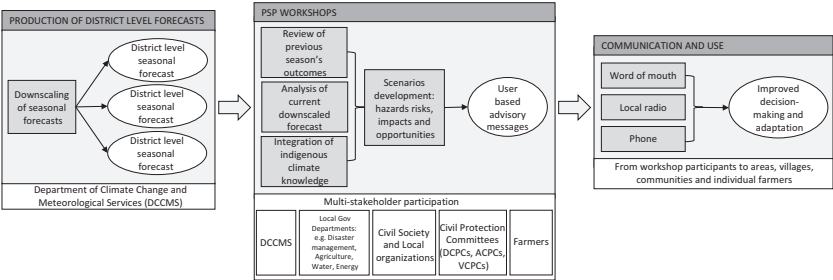 PRODUCTION OF DISTRICT LEVEL FORECASTS
Downscaling
of seasonal
forecasts
District level
seasonal
forecast
District level
seasonal
forecast
District level
seasonal
forecast
Department of Climate Change and
Meteorological Services (DCCMS)
PSP WORKSHOPS
Review of
previous
season's
outcomes
Analysis of
current
downscaled
forecast
Integration of
indigenous
climate
knowledge
Scenarios
development:
hazards risks,
impacts and
opportunities
User
based
advisory
messages
Multi-stakeholder participation
DCCMS
Local Gov
Departments:
e.g. Disaster
management,
Agriculture,
Water, Energy
Civil Society
and Local
organizations
Civil Protection
Committees
(DCPCs, ACPCs,
VCPCs)
Farmers
COMMUNICATION AND USE
Word of mouth
Local radio
Phone
Improved
decision-
making and
adaptation
From workshop participants to areas, villages,
communities and individual farmers